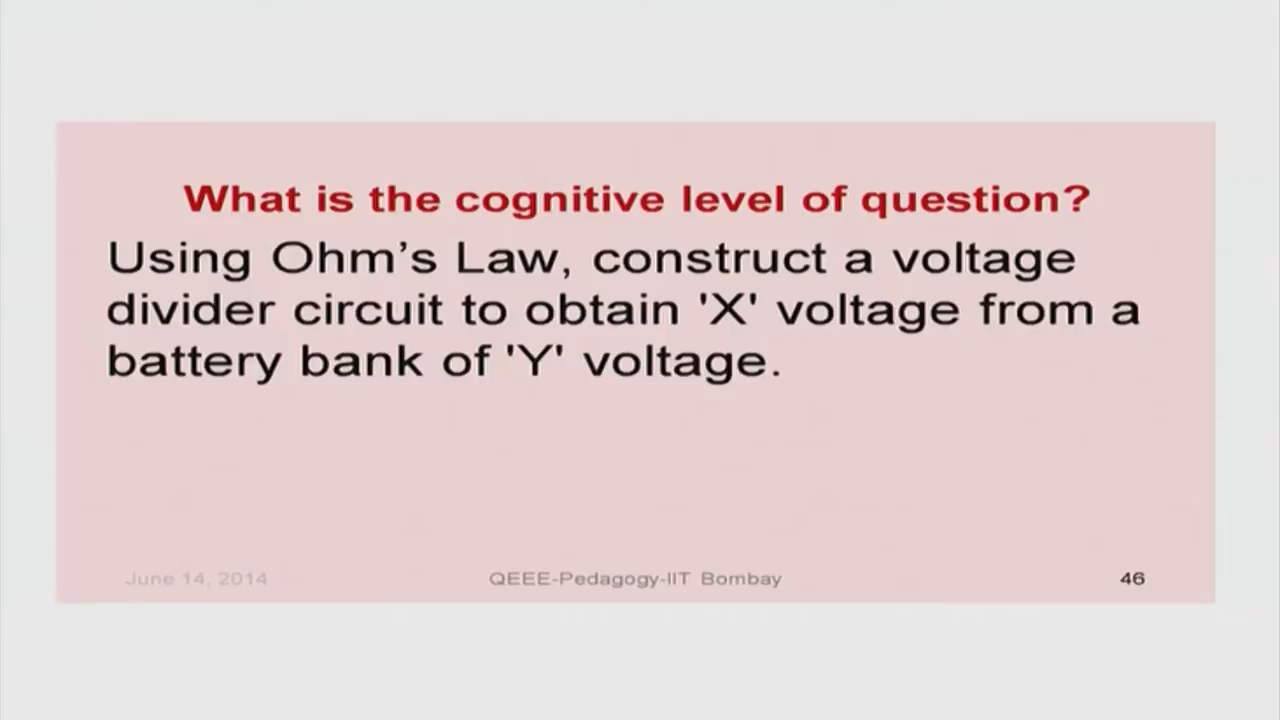 What is the cognitive level of question?
Using Ohm’s Law, construct a voltage
divider circuit to obtain 'X' voltage from a
battery bank of 'Y' voltage.
June 14, 2014 QEEE-Pedagogy-IIT Bombay 46